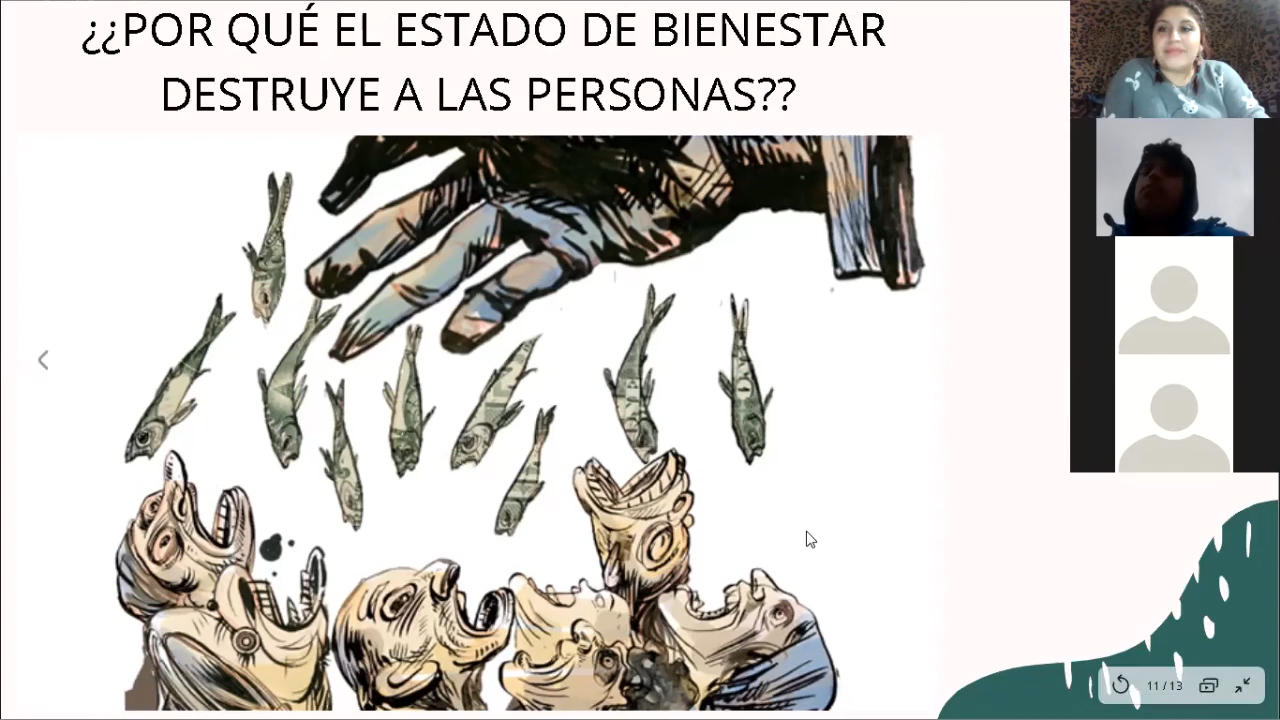 ¿¿POR QUÉ EL ESTADO DE BIENESTAR
DESTRUYE A LAS PERSONAS??
11 / 13